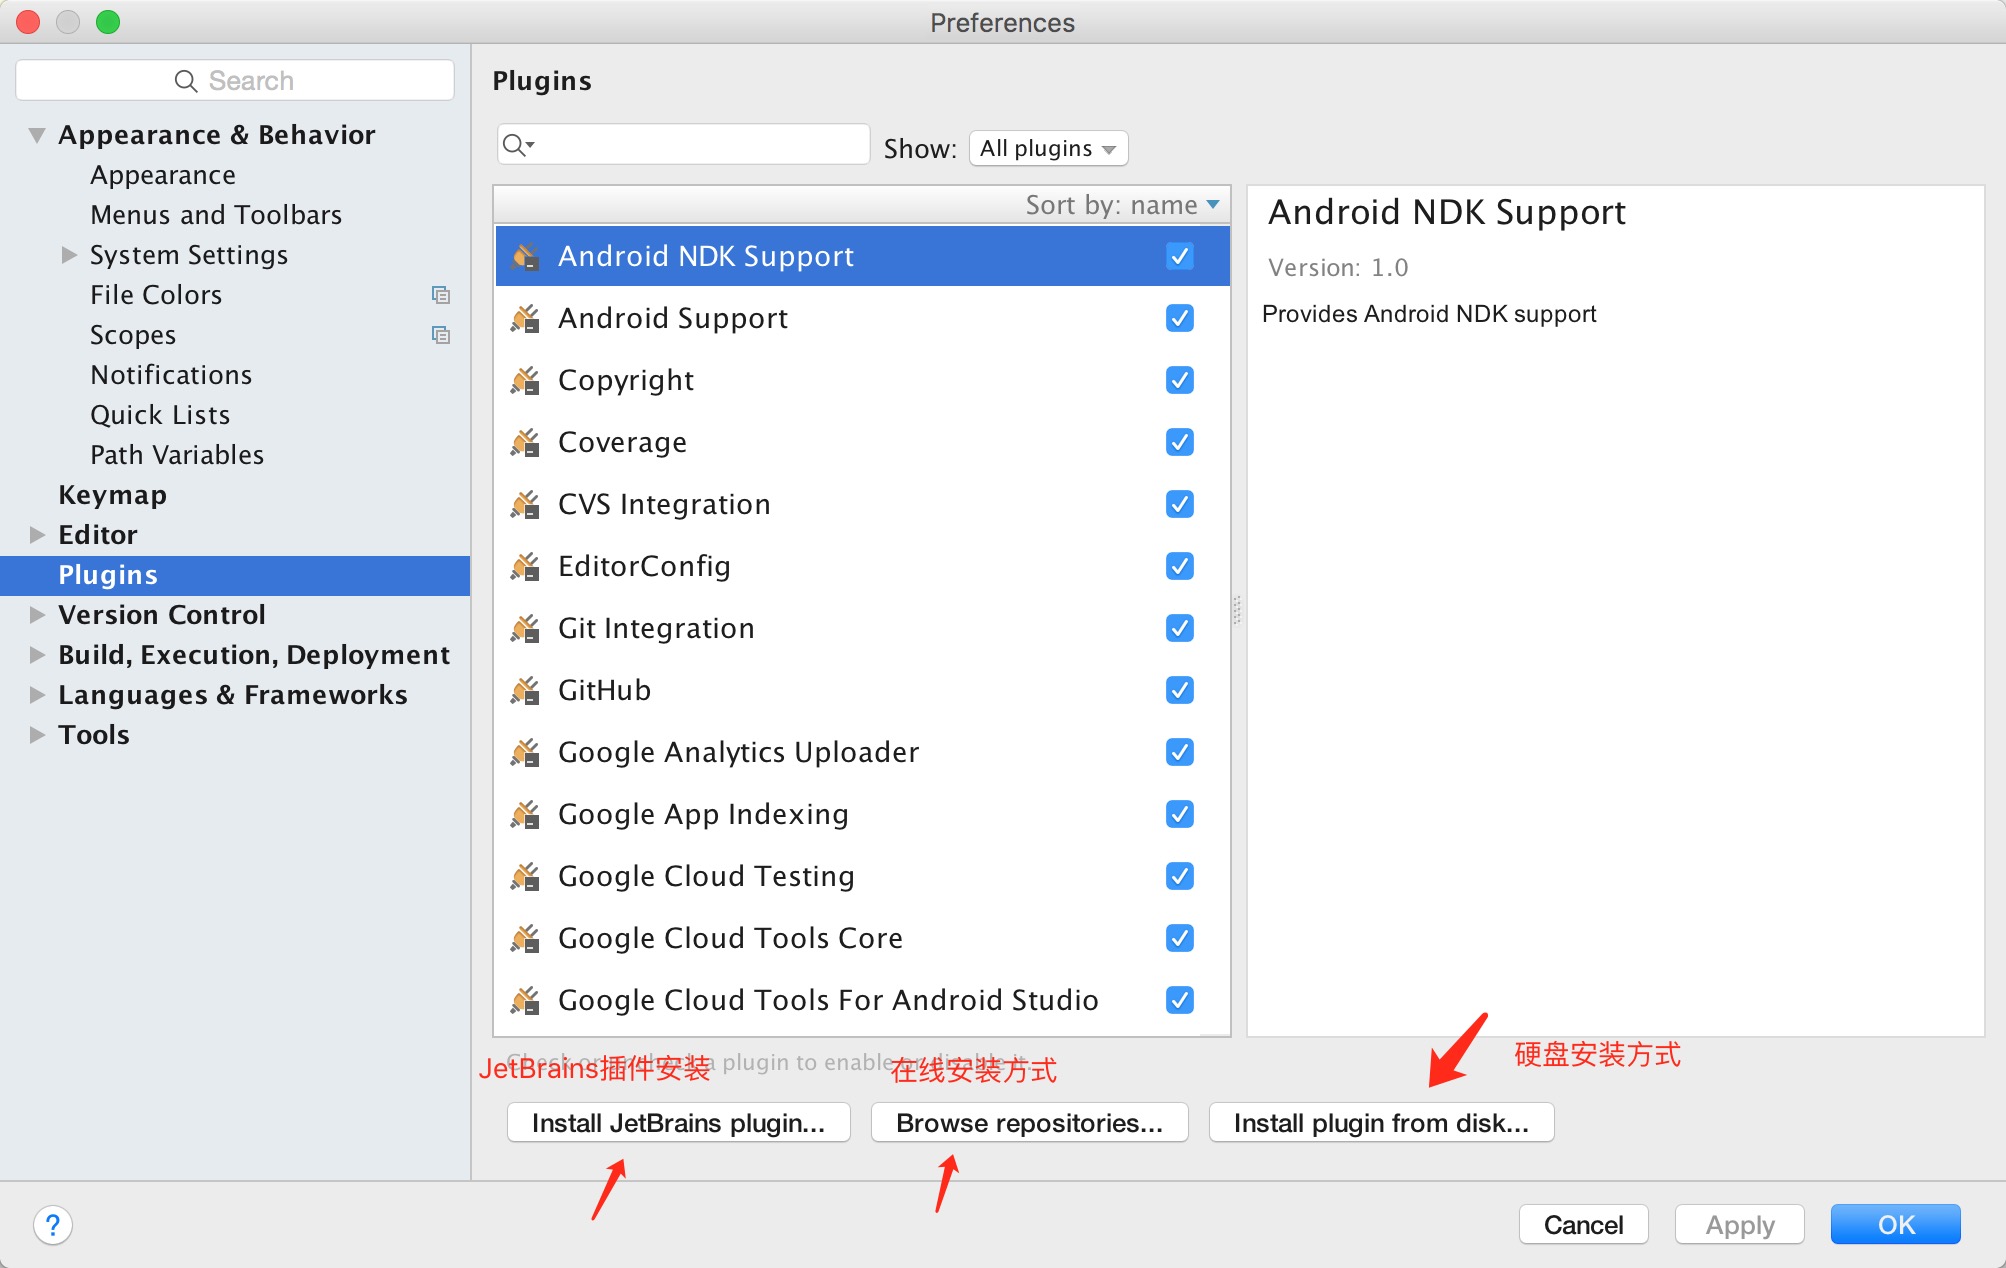 Preferences
Search
Appearance & Behavior
Appearance
Menus and Toolbars
System Settings
File Colors
Scopes
Notifications
Quick Lists
Path Variables
Keymap
Editor
Plugins
Version Control
Build, Execution, Deployment
Languages & Frameworks
Tools
Plugins
Show: All plugins
Sort by: name
Android NDK Support
Android Support
Copyright
Coverage
CVS Integration
EditorConfig
Git Integration
GitHub
Google Analytics Uploader
Google App Indexing
Google Cloud Testing
Google Cloud Tools Core
Google Cloud Tools For Android Studio
Android NDK Support
Version: 1.0
Provides Android NDK support
Check or uncheck a plugin to enable or disable it.
JetBrains插件安装
在线安装方式
硬盘安装方式
Install JetBrains plugin...
Browse repositories...
Install plugin from disk...
?
Cancel
Apply
OK